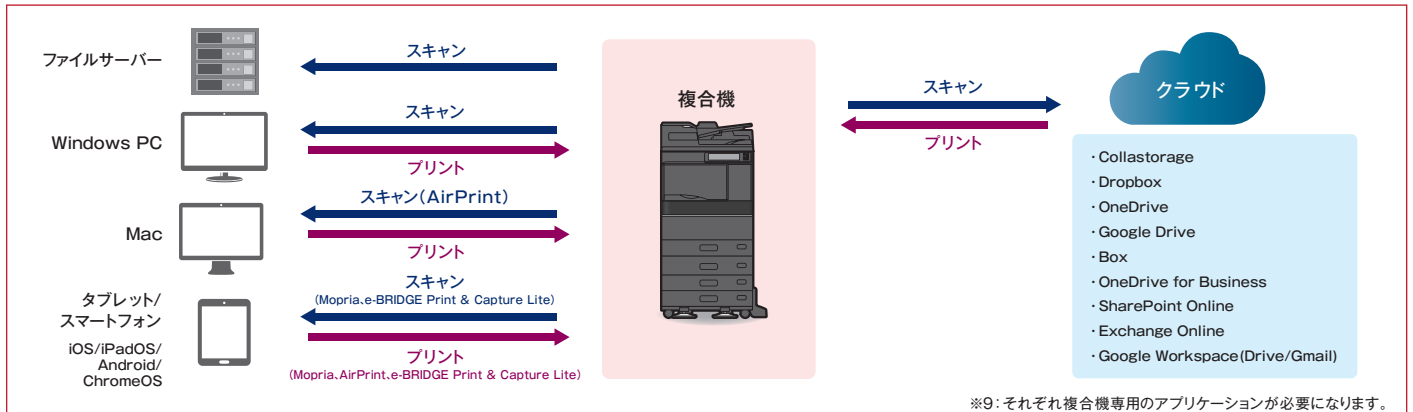 ファイルサーバー
スキャン
Windows PC
スキャン
プリント
Mac
スキャン(AirPrint)
プリント
タブレット/
スマートフォン
iOS/iPadOS/
Android/
ChromeOS
スキャン
(Mopria、e-BRIDGE Print & Capture Lite)
プリント
(Mopria、AirPrint、e-BRIDGE Print & Capture Lite)
複合機
スキャン
プリント
クラウド
・Collastorage
・Dropbox
・OneDrive
・Google Drive
・Box
・OneDrive for Business
・SharePoint Online
・Exchange Online
・Google Workspace(Drive/Gmail)
※9:それぞれ複合機専用のアプリケーションが必要になります。